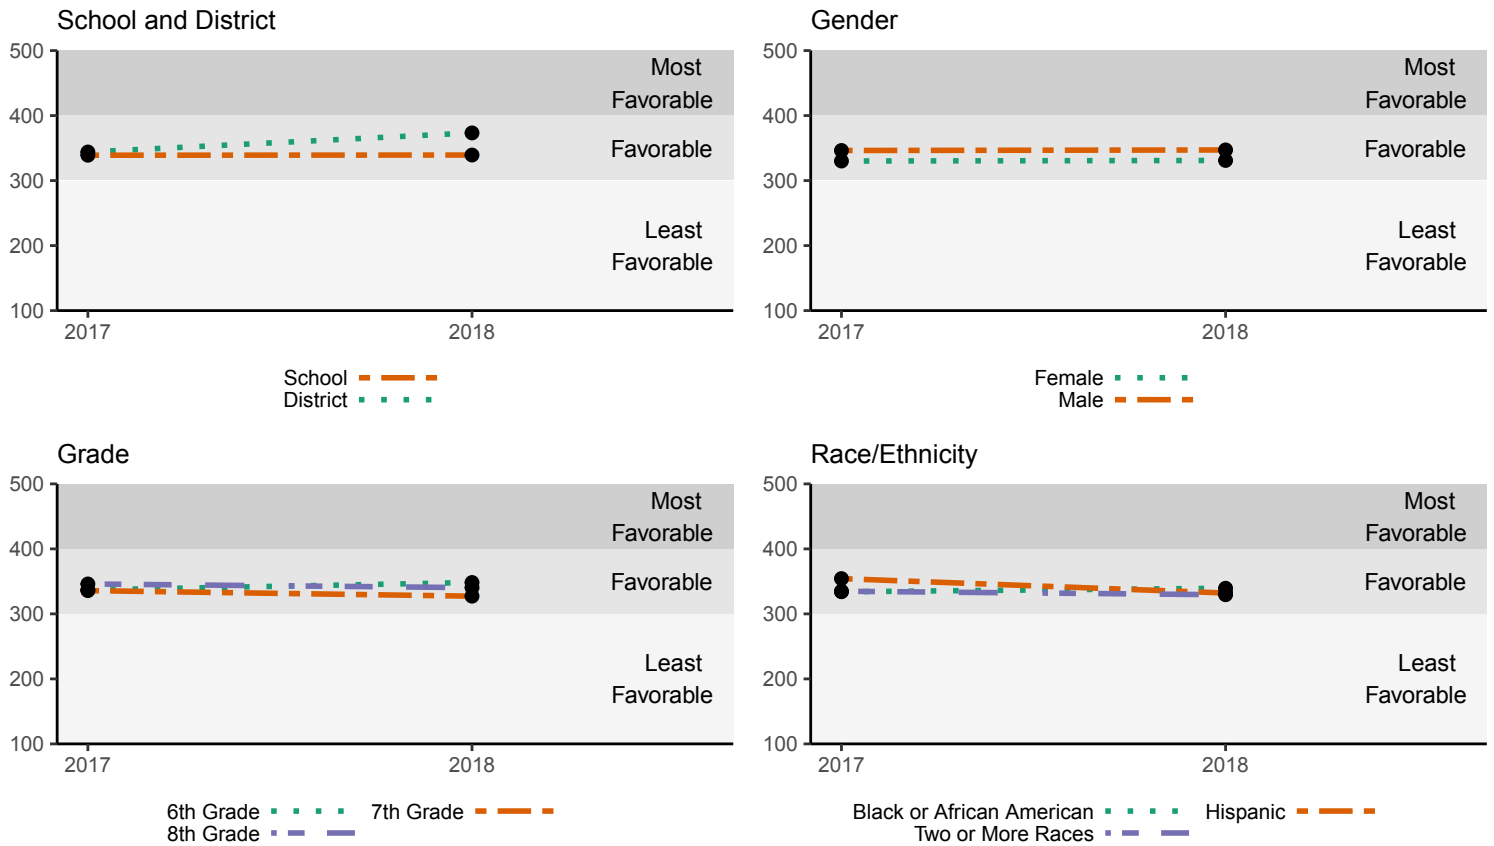 School and District
500
400
300
200
100
Most
Favorable
Favorable
Least
Favorable
2017 2018
School
District
Gender
500
400
300
200
100
Most
Favorable
Favorable
Least
Favorable
2017 2018
Female
Male
Grade
500
400
300
200
100
Most
Favorable
Favorable
Least
Favorable
2017 2018
6th Grade 7th Grade
8th Grade
Race/Ethnicity
500
400
300
200
100
Most
Favorable
Favorable
Least
Favorable
2017 2018
Black or African American Hispanic
Two or More Races